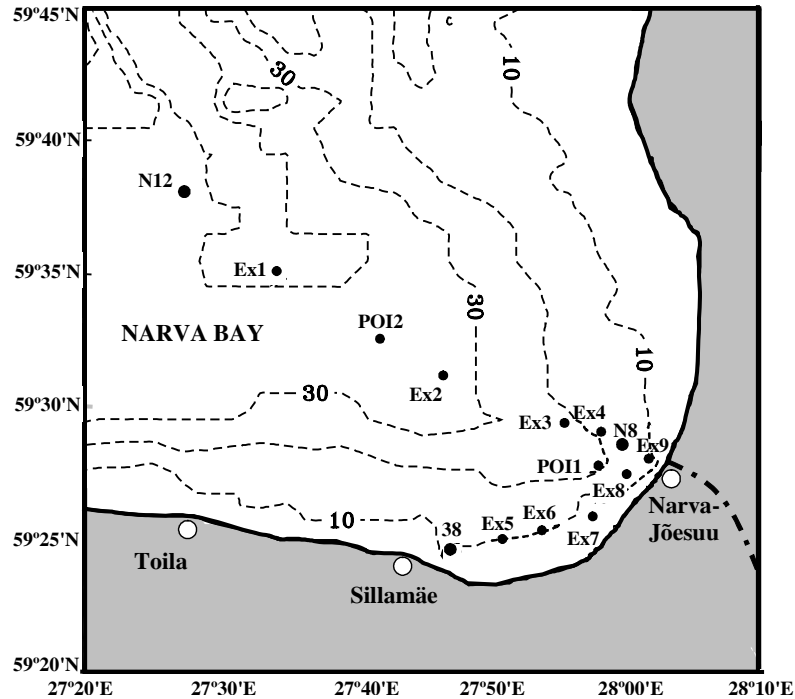 59°45'N
c
30
10
59°40'N
N12
59°35'N
Ex1
30
POI2
NARVA BAY
10
Ex2
30
59°30'N
Ex3
Ex4
N8
Ex9
POI1
Ex8
Narva-
Jõesuu
10
38
Ex5
Ex6
Ex7
59°25'N
Toila
Sillamäe
59°20'N
27°20'E
27°30'E
27°40'E
27°50'E
28°00'E
28°10'E